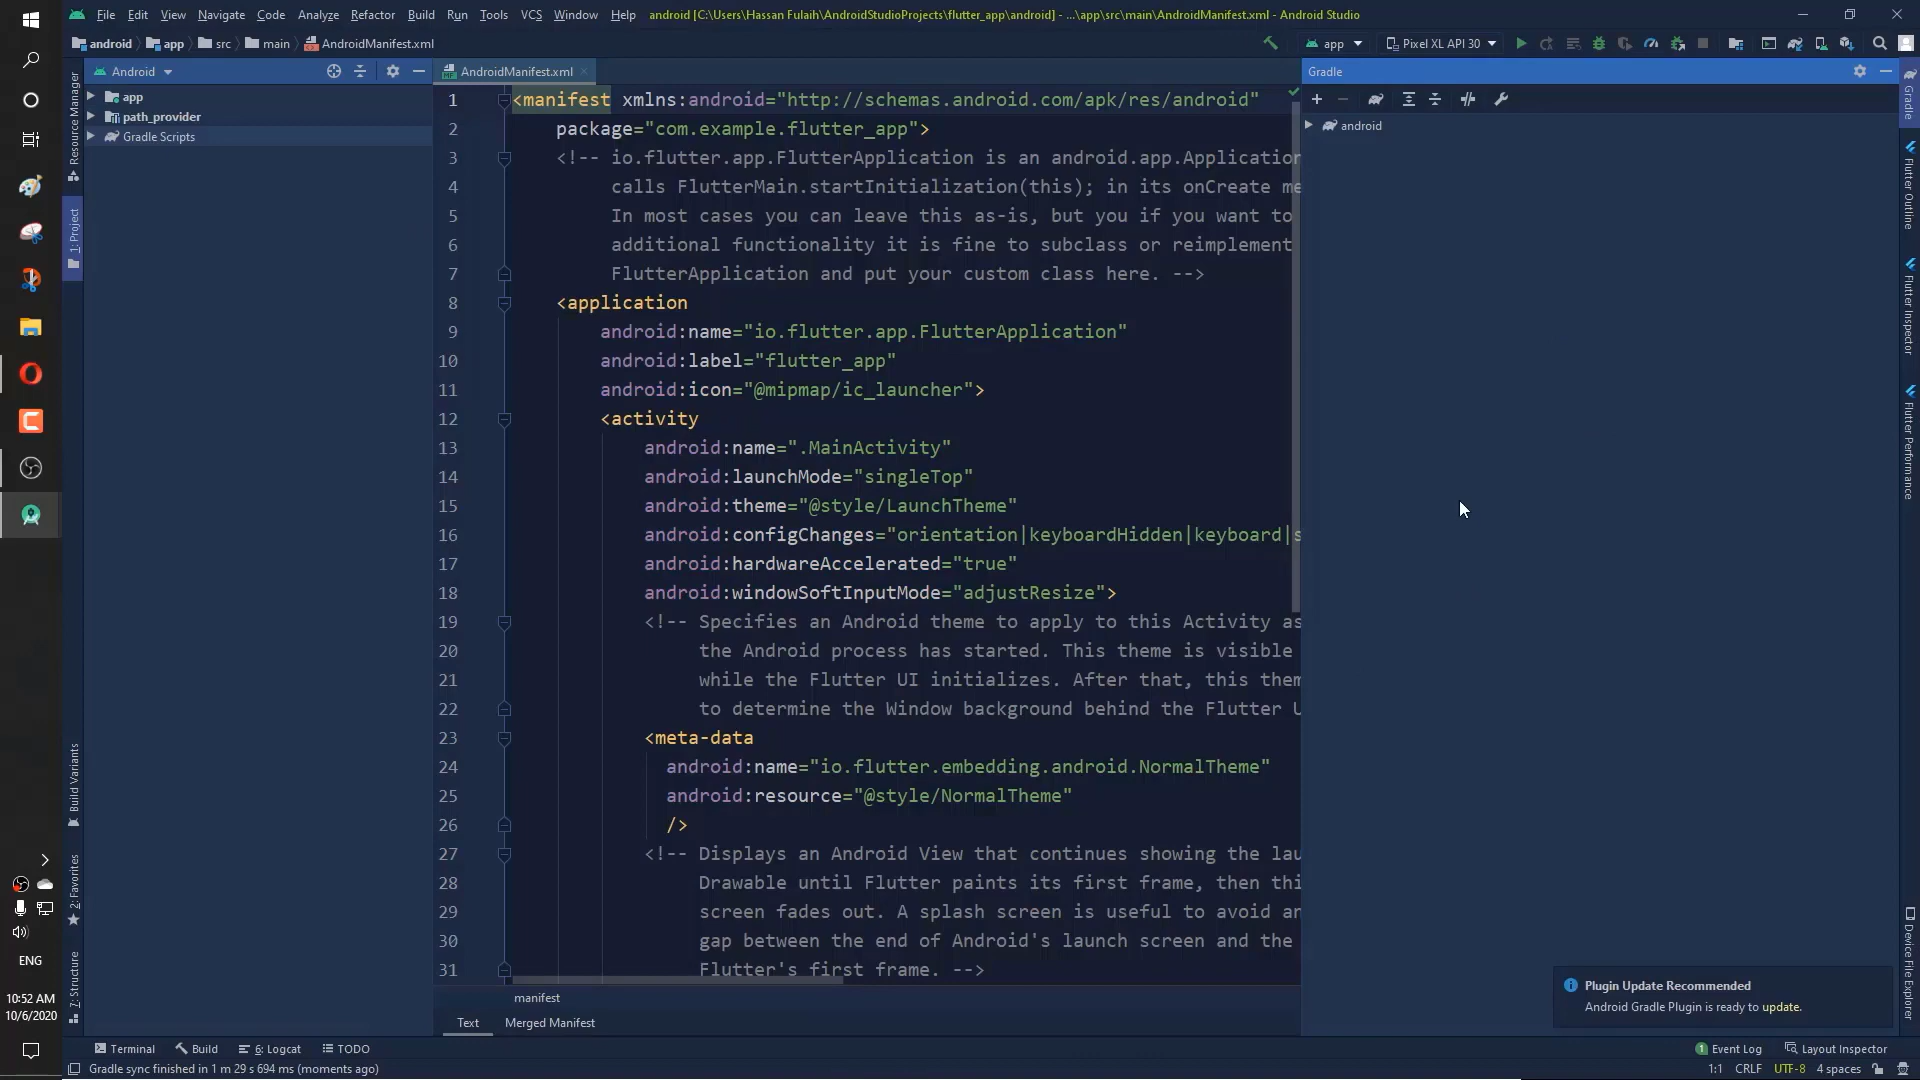 File Edit View Navigate Code Analyze Refactor Build Run Tools VCS Window Help android [C:\Users\Hassan Fulaih\AndroidStudioProjects\flutter_app\android] - ...\app\src\main\AndroidManifest.xml - Android Studio
android app src main AndroidManifest.xml app Pixel XL API 30
Android AndroidManifest.xml Gradle
app
path_provider
Gradle Scripts
android
Resource Manager
1: Project
Build Variants
2: Favorites
7: Structure
1 <manifest xmlns:android="http://schemas.android.com/apk/res/android"
2 package="com.example.flutter_app">
3 <!-- io.flutter.app.FlutterApplication is an android.app.Application
4 calls FlutterMain.startInitialization(this); in its onCreate me
5 In most cases you can leave this as-is, but you if you want to
6 additional functionality it is fine to subclass or reimplement
7 FlutterApplication and put your custom class here. -->
8 <application
9 android:name="io.flutter.app.FlutterApplication"
10 android:label="flutter_app"
11 android:icon="@mipmap/ic_launcher">
12 <activity
13 android:name=".MainActivity"
14 android:launchMode="singleTop"
15 android:theme="@style/LaunchTheme"
16 android:configChanges="orientation|keyboardHidden|keyboard|s
17 android:hardwareAccelerated="true"
18 android:windowSoftInputMode="adjustResize">
19 <!-- Specifies an Android theme to apply to this Activity as
20 the Android process has started. This theme is visible
21 while the Flutter UI initializes. After that, this them
22 to determine the Window background behind the Flutter U
23 <meta-data
24 android:name="io.flutter.embedding.android.NormalTheme"
25 android:resource="@style/NormalTheme"
26 />
27 <!-- Displays an Android View that continues showing the lau
28 Drawable until Flutter paints its first frame, then thi
29 screen fades out. A splash screen is useful to avoid an
30 gap between the end of Android's launch screen and the
31 Flutter's first frame. -->
manifest
Text Merged Manifest
Gradle
Flutter Outline
Flutter Inspector
Flutter Performance
Device File Explorer
Plugin Update Recommended
Android Gradle Plugin is ready to update.
Terminal Build 6: Logcat TODO 1 Event Log Layout Inspector
Gradle sync finished in 1 m 29 s 694 ms (moments ago) 1:1 CRLF UTF-8 4 spaces
ENG
10:52 AM
10/6/2020